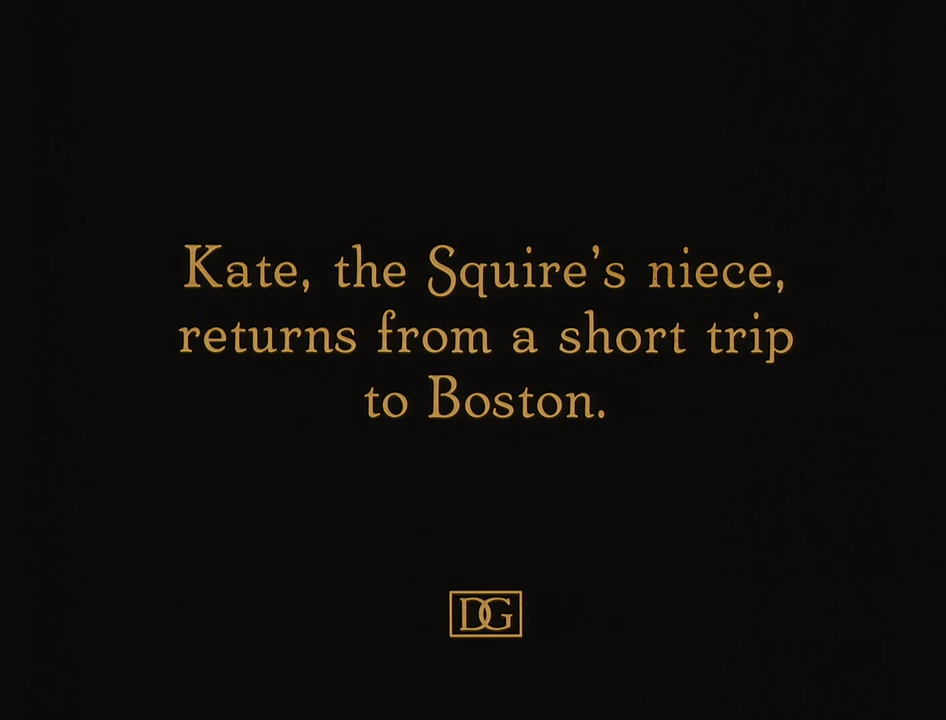 Kate, the Squire’s niece,
returns from a short trip
to Boston.
DG